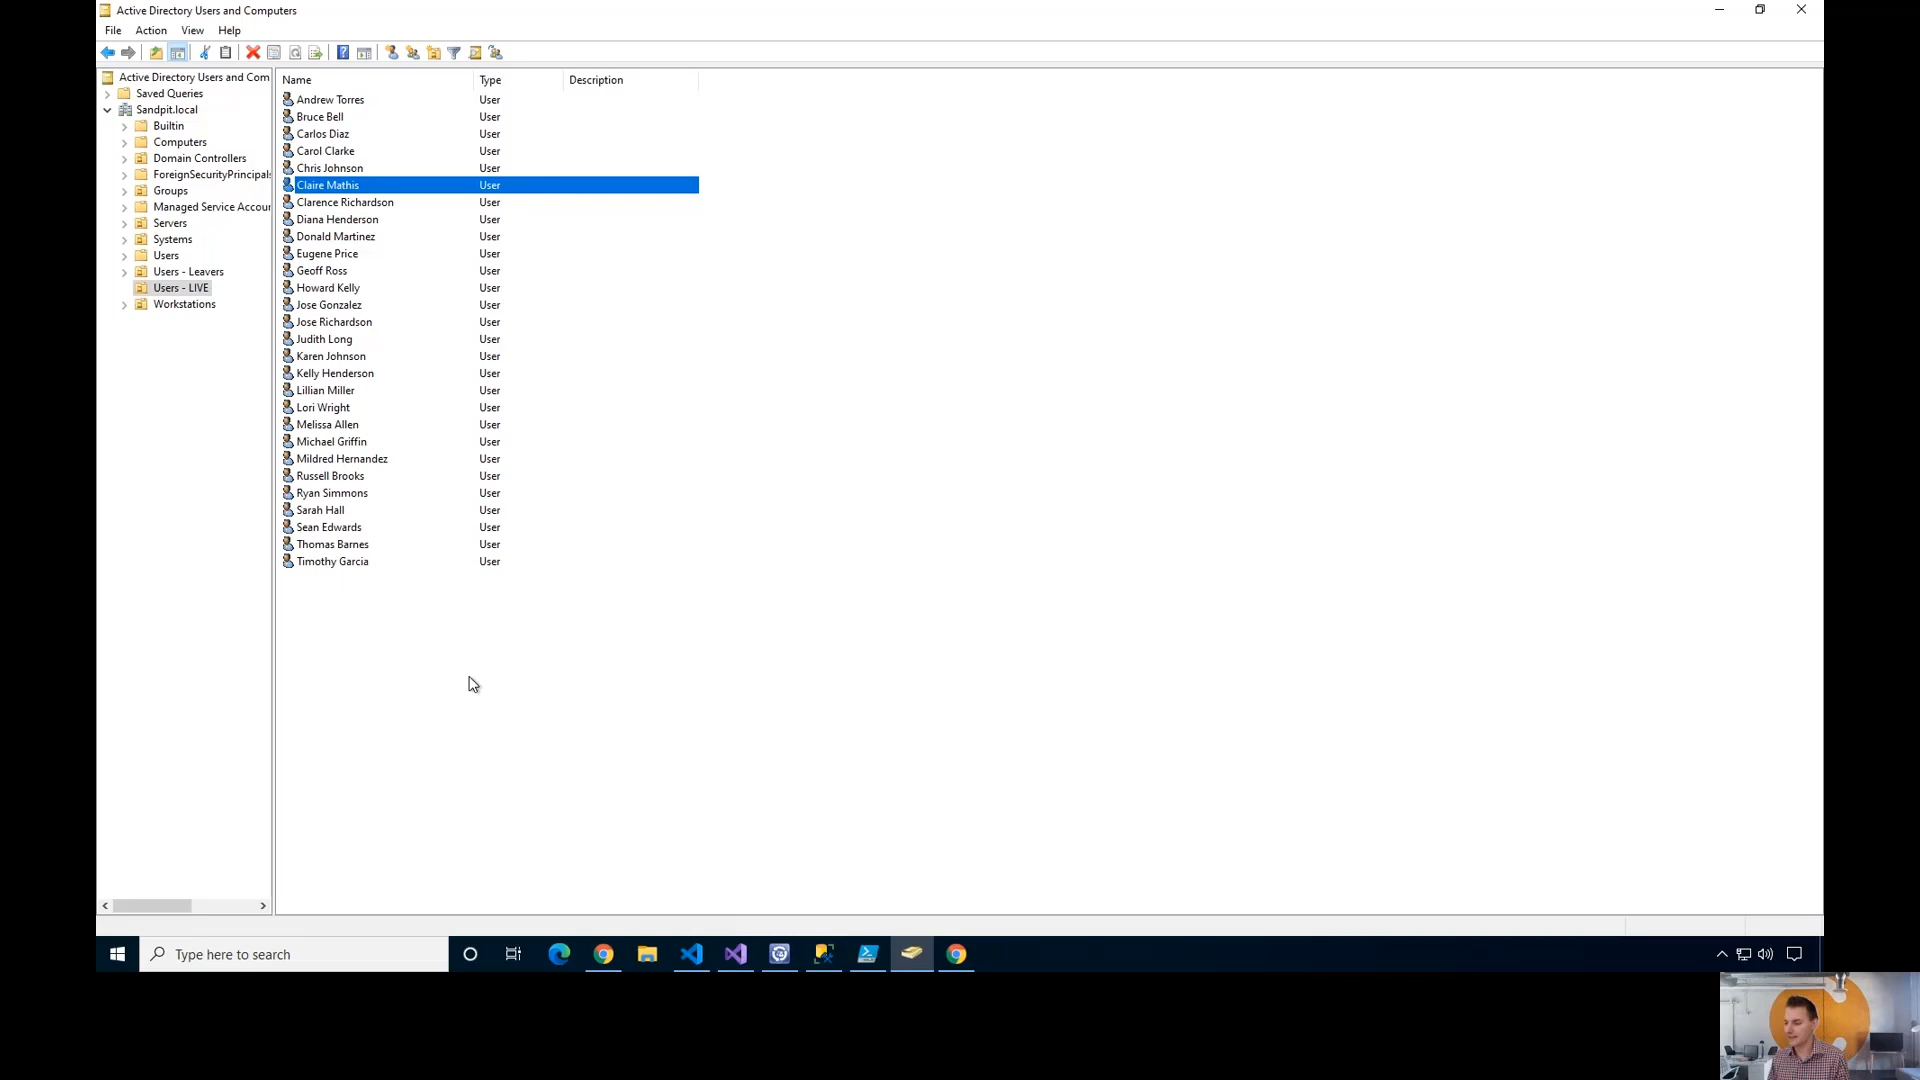 Active Directory Users and Computers
File Action View Help
Active Directory Users and Com
Saved Queries
Sandpit.local
Builtin
Computers
Domain Controllers
ForeignSecurityPrincipals
Groups
Managed Service Accour
Servers
Systems
Users
Users - Leavers
Users - LIVE
Workstations
Name Type Description
Andrew Torres User
Bruce Bell User
Carlos Diaz User
Carol Clarke User
Chris Johnson User
Claire Mathis User
Clarence Richardson User
Diana Henderson User
Donald Martinez User
Eugene Price User
Geoff Ross User
Howard Kelly User
Jose Gonzalez User
Jose Richardson User
Judith Long User
Karen Johnson User
Kelly Henderson User
Lillian Miller User
Lori Wright User
Melissa Allen User
Michael Griffin User
Mildred Hernandez User
Russell Brooks User
Ryan Simmons User
Sarah Hall User
Sean Edwards User
Thomas Barnes User
Timothy Garcia User
Type here to search